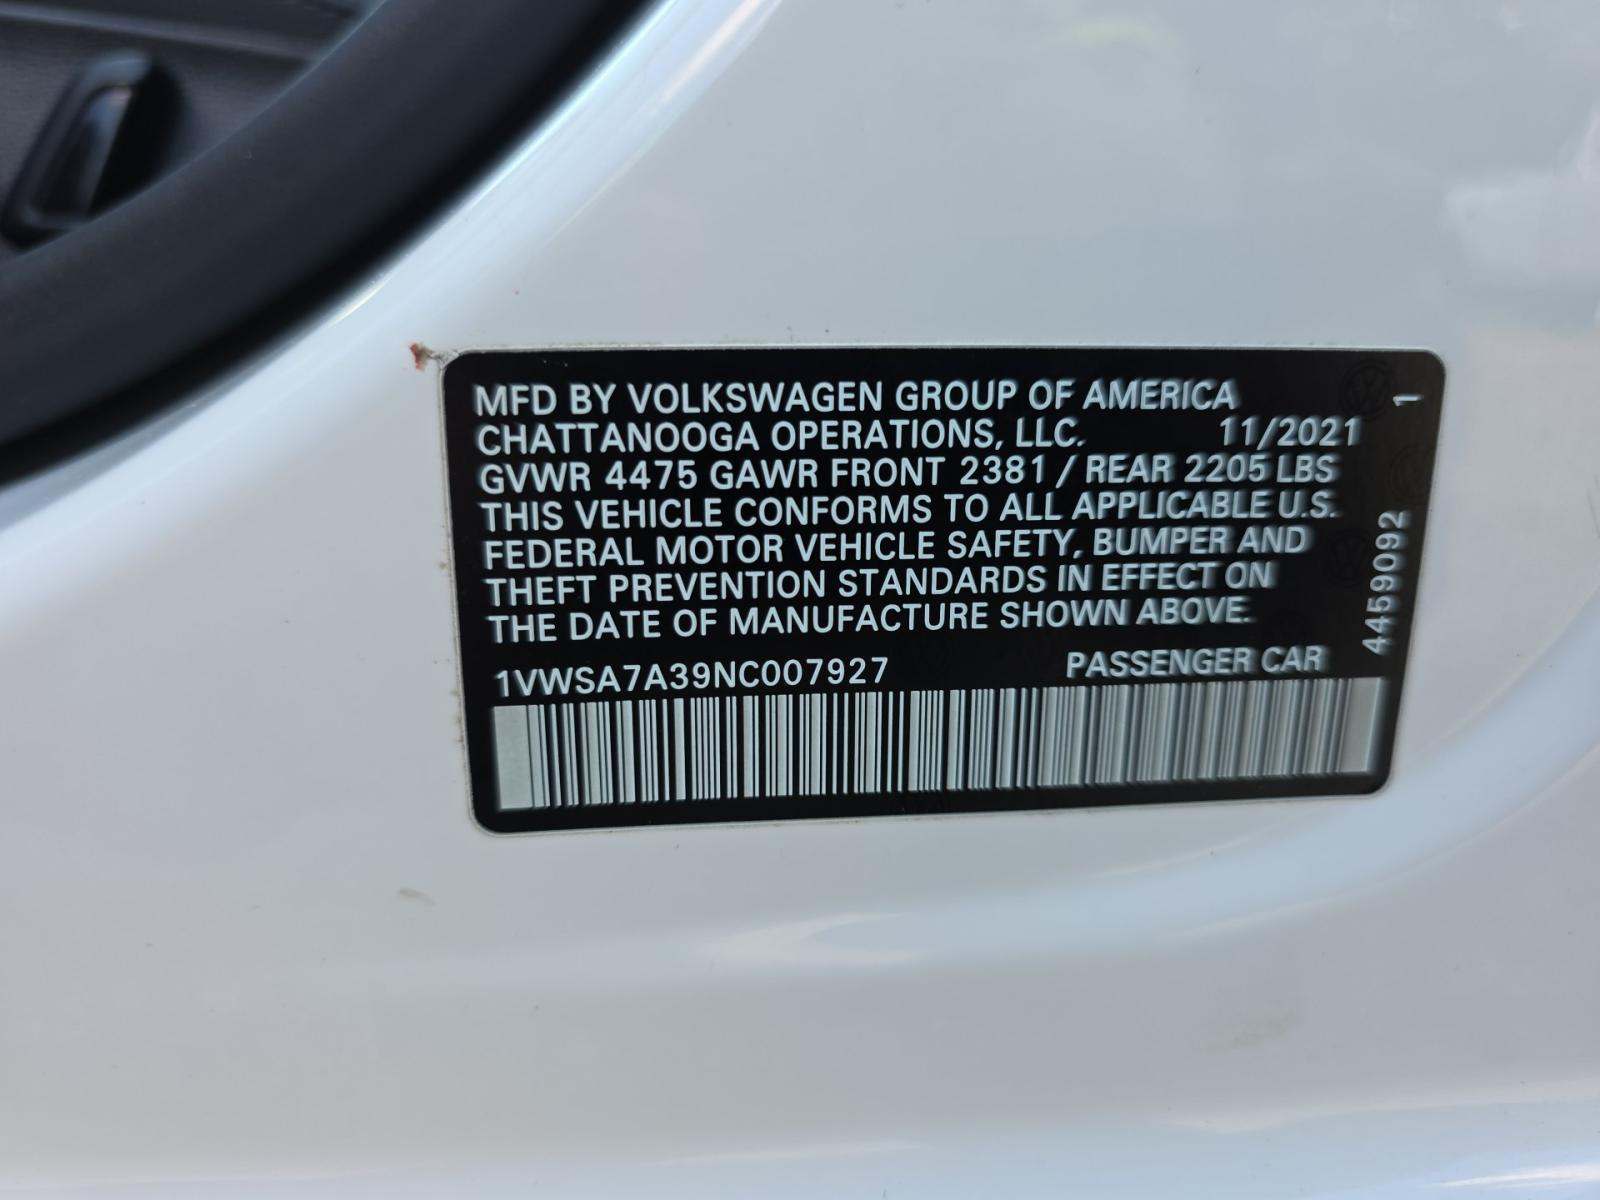 MFD BY VOLKSWAGEN GROUP OF AMERICA
CHATTANOOGA OPERATIONS, LLC. 11/2021
GVWR 4475 GAWR FRONT 2381 / REAR 2205 LBS
THIS VEHICLE CONFORMS TO ALL APPLICABLE U.S.
FEDERAL MOTOR VEHICLE SAFETY, BUMPER AND
THEFT PREVENTION STANDARDS IN EFFECT ON
THE DATE OF MANUFACTURE SHOWN ABOVE.
1VWSA7A39NC007927 PASSENGER CAR
4459092 1